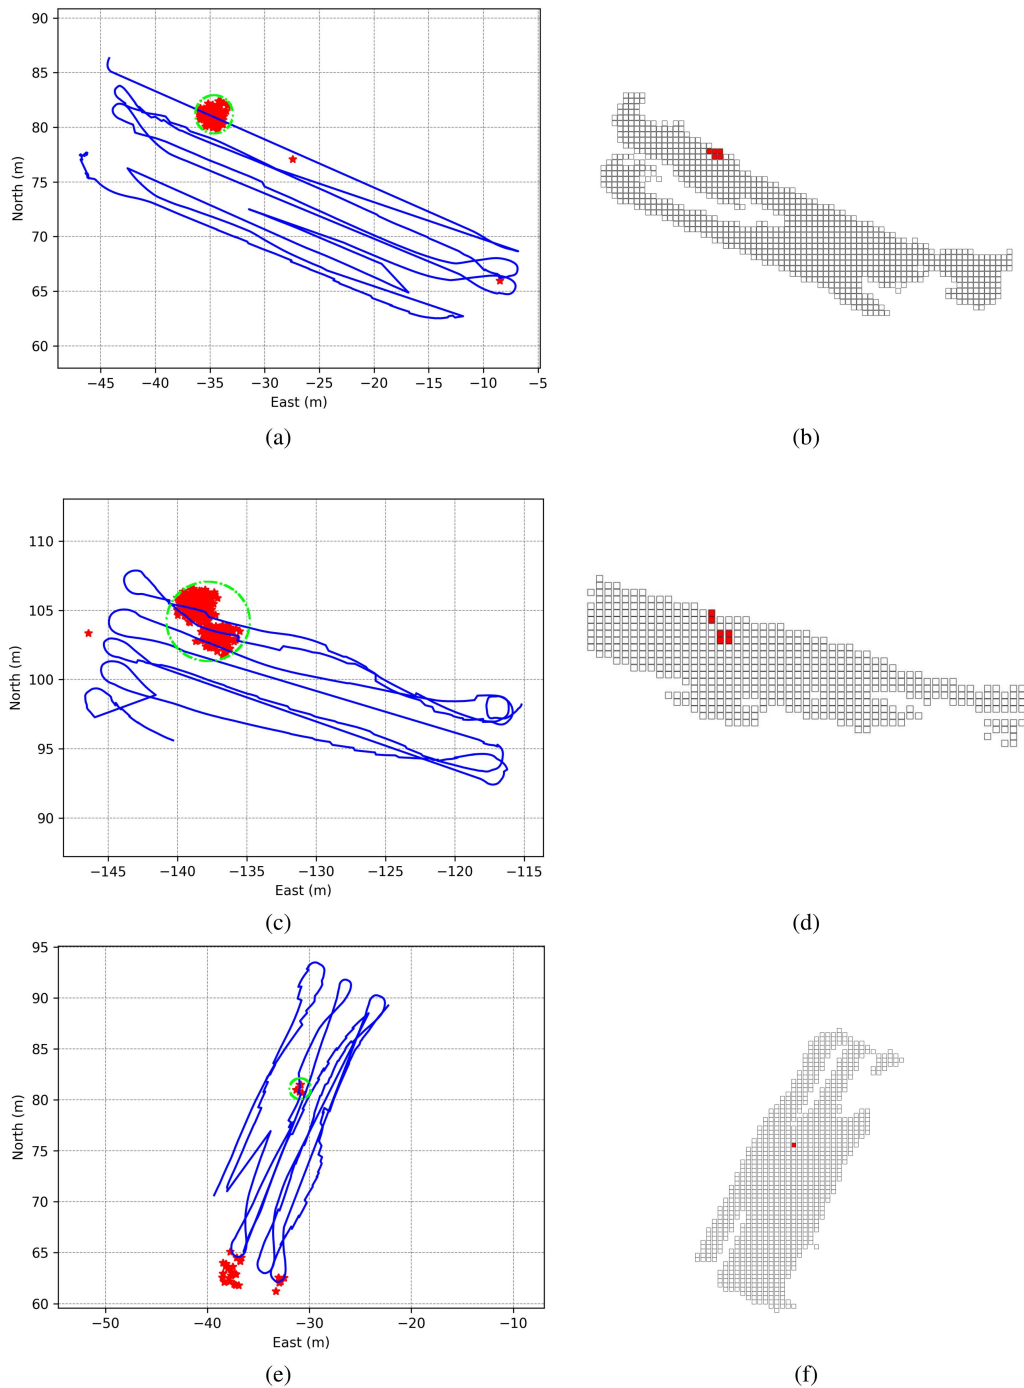 90
85
80
75
70
65
60
North (m)
−45 −40 −35 −30 −25 −20 −15 −10 −5
East (m)
(a)
(b)
110
105
100
95
90
North (m)
−145 −140 −135 −130 −125 −120 −115
East (m)
(c)
(d)
95
90
85
80
75
70
65
60
North (m)
−50 −40 −30 −20 −10
East (m)
(e)
(f)